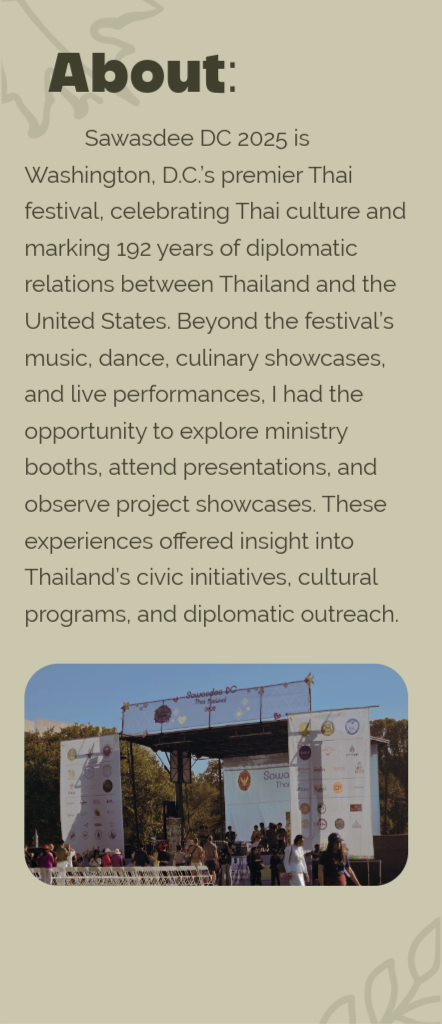 About:
Sawasdee DC 2025 is
Washington, D.C.'s premier Thai
festival, celebrating Thai culture and
marking 192 years of diplomatic
relations between Thailand and the
United States. Beyond the festival's
music, dance, culinary showcases,
and live performances, I had the
opportunity to explore ministry
booths, attend presentations, and
observe project showcases. These
experiences offered insight into
Thailand's civic initiatives, cultural
programs, and diplomatic outreach.
Sawasdee DC
Thai Festival
2025
Sawa
Thai